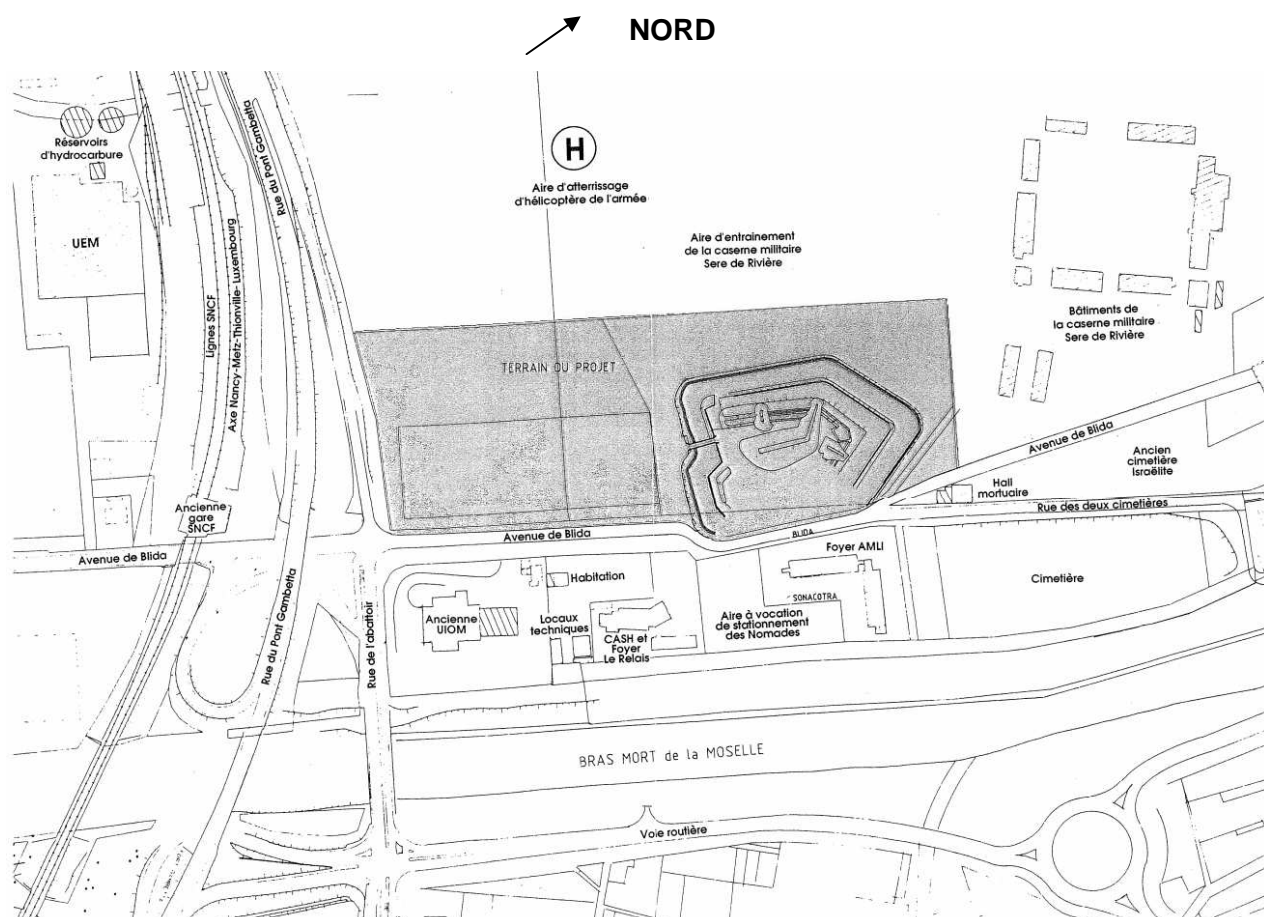 NORD
Réservoirs
d'hydrocarbure
UEM
Lignes SNCF
Axe Nancy-Metz-Thionville-Luxembourg
Rue du Pont Gambetta
Rue du Pont Gambetta
H
Aire d'atterrissage
d'hélicoptère de l'armée
Aire d'entrainement
de la caserne militaire
Sere de Rivière
Bâtiments de
la caserne militaire
Sere de Rivière
TERRAIN DU PROJET
Avenue de Blida
Ancien
cimetière
Israëlite
Hall
mortuaire
Rue des deux cimetières
Ancienne
gare
SNCF
Avenue de Blida
Avenue de Blida
BLIDA
Foyer AMLI
Cimetière
Habitation
SONACOTRA
Ancienne
UIOM
Locaux
techniques
CASH et
Foyer
Le Relais
Aire à vocation
de stationnement
des Nomades
Rue du Pont Gambetta
Rue de l'abattoir
BRAS MORT de la MOSELLE
Voie routière